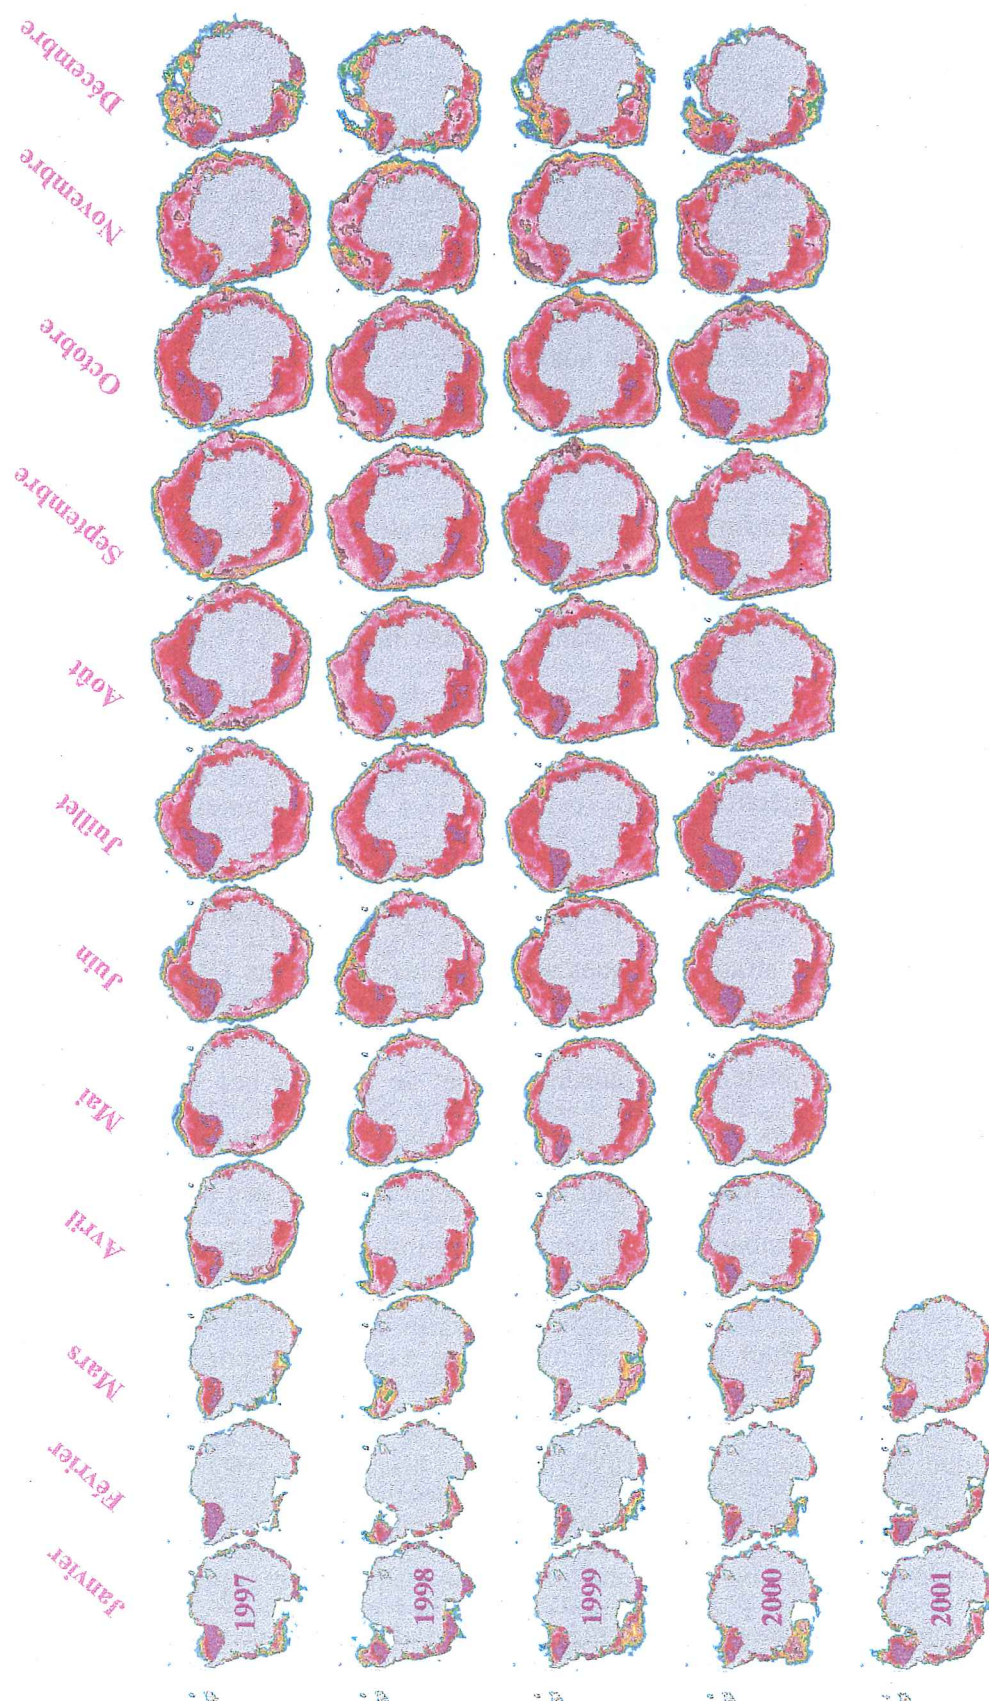 Janvier
Février
Mars
Avril
Mai
Juin
Juillet
Août
Septembre
Octobre
Novembre
Décembre
1997
1998
1999
2000
2001